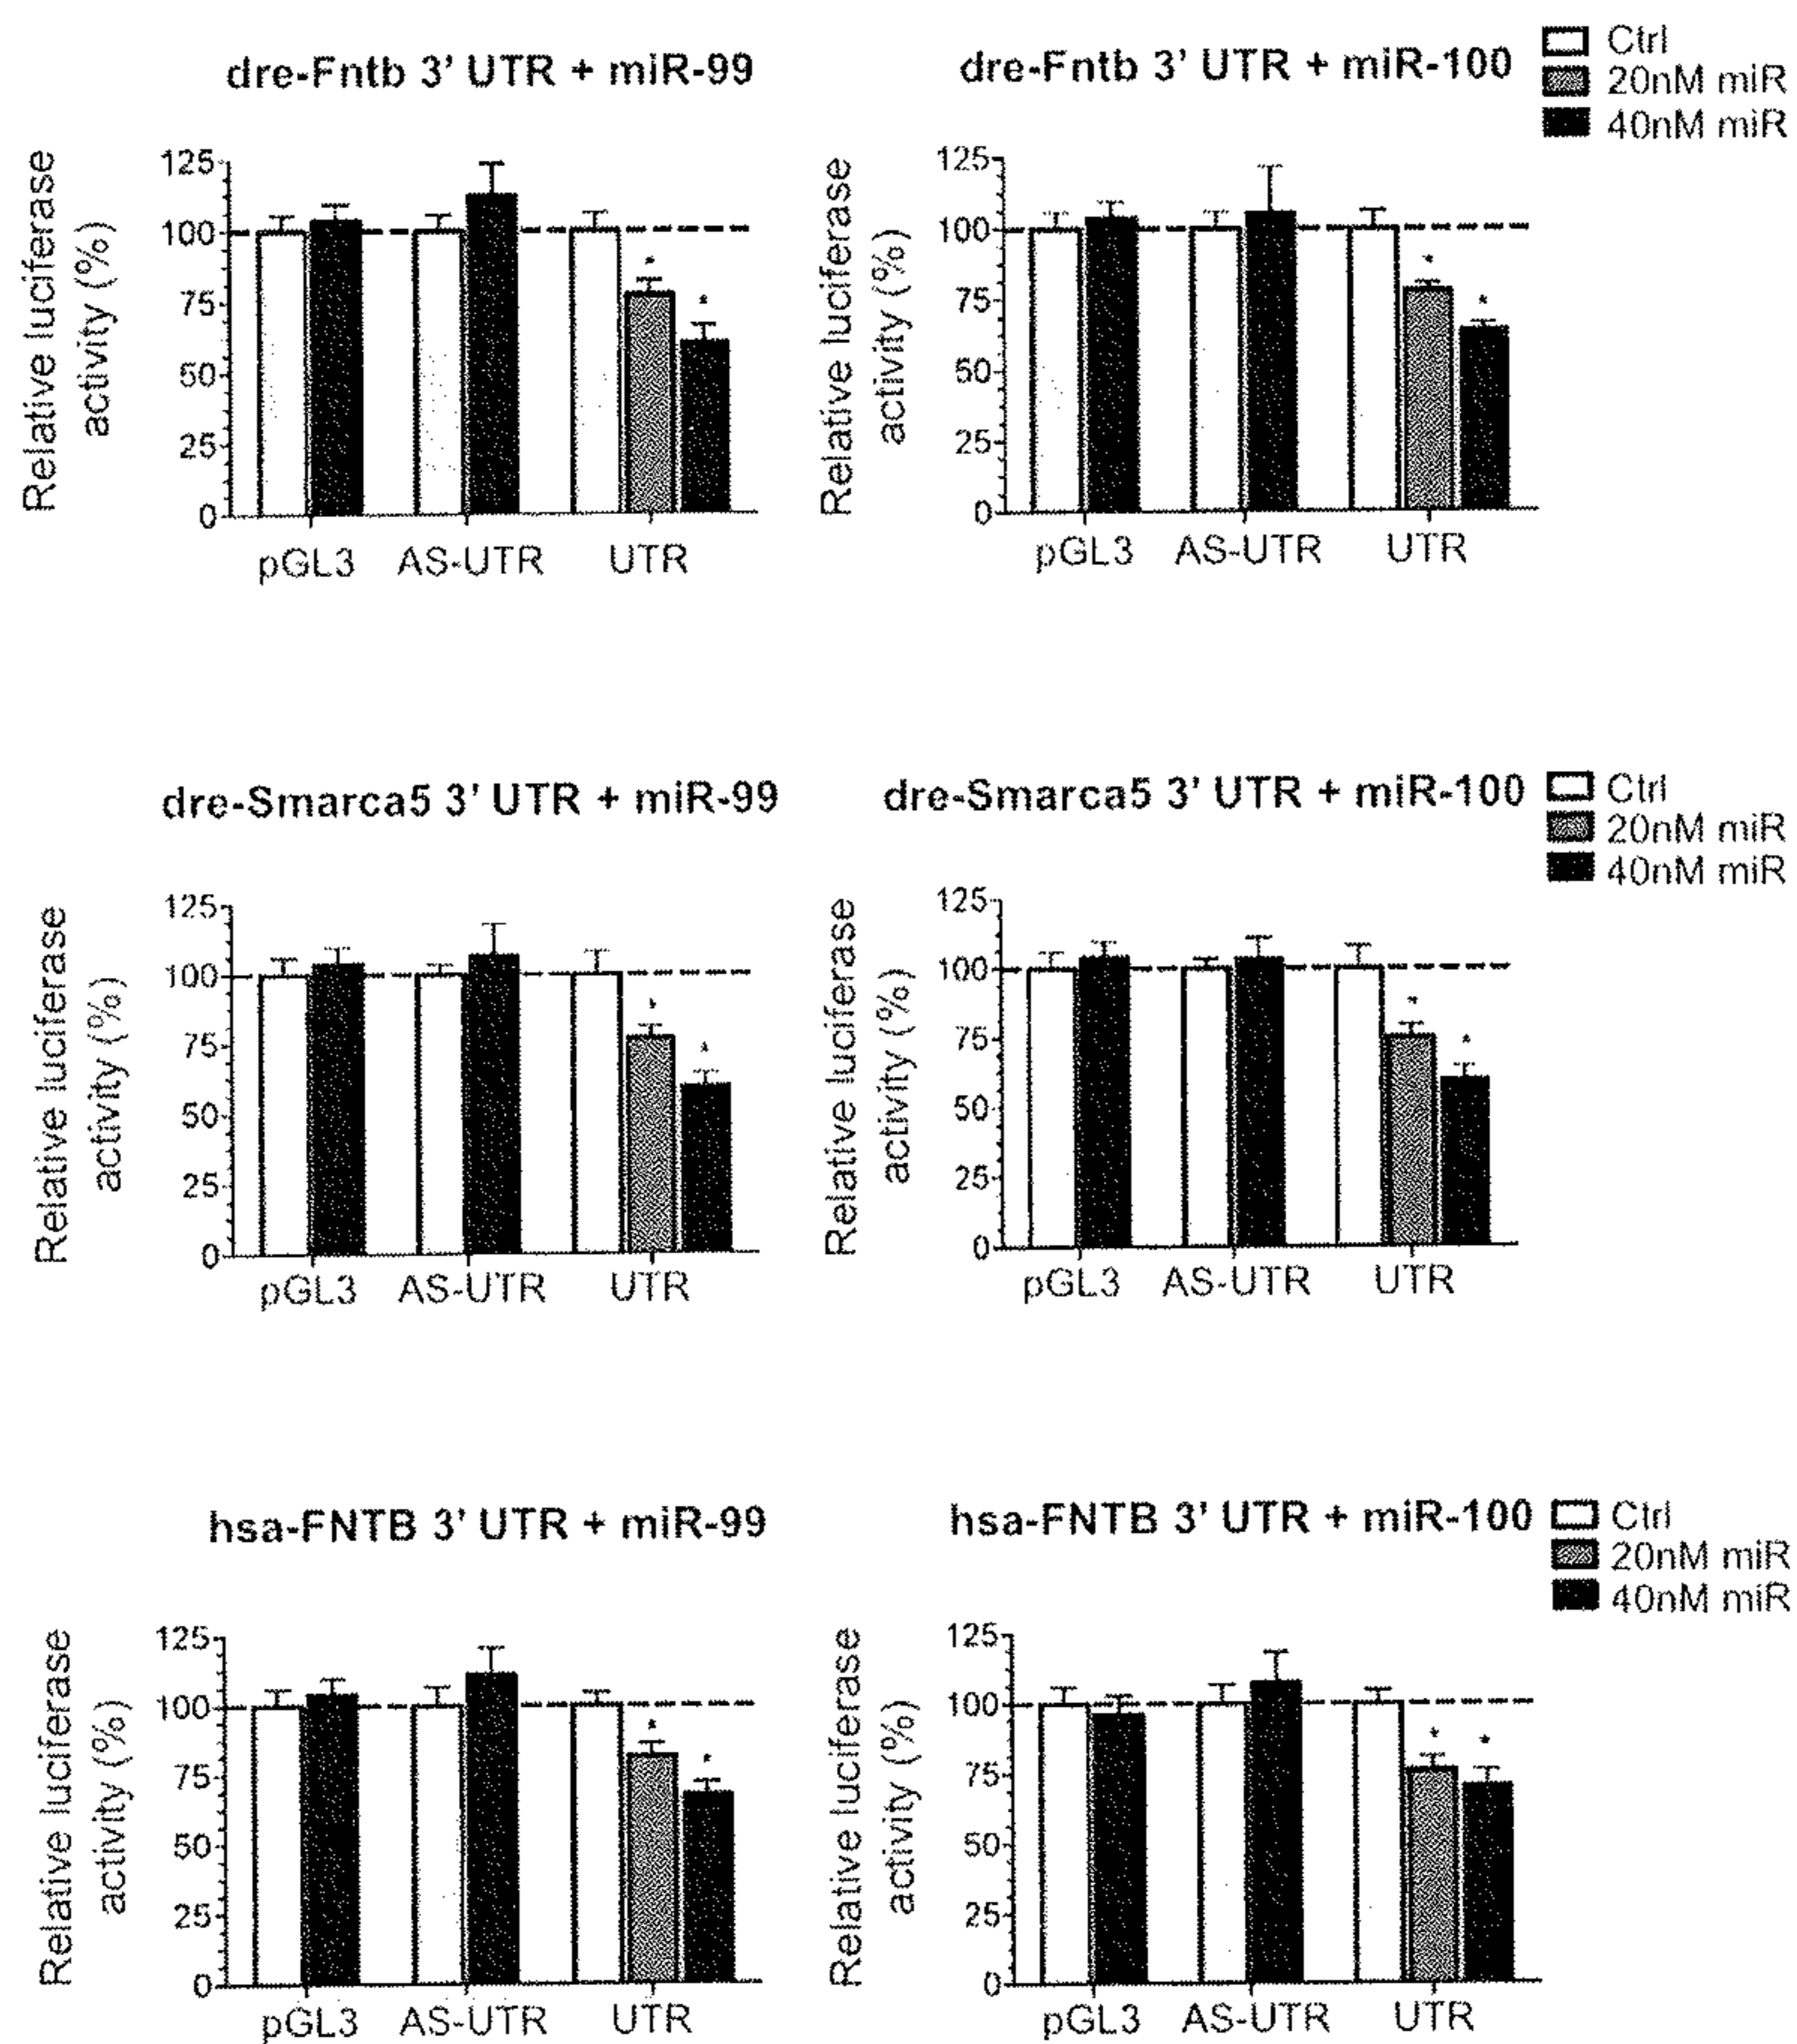 dre-Fntb 3' UTR + miR-99
Relative luciferase
activity (%)
125
100
75
50
25
0
pGL3 AS-UTR UTR
dre-Fntb 3' UTR + miR-100
Ctrl
20nM miR
40nM miR
Relative luciferase
activity (%)
125
100
75
50
25
0
pGL3 AS-UTR UTR
dre-Smarca5 3' UTR + miR-99
Relative luciferase
activity (%)
125
100
75
50
25
0
pGL3 AS-UTR UTR
dre-Smarca5 3' UTR + miR-100
Ctrl
20nM miR
40nM miR
Relative luciferase
activity (%)
125
100
75
50
25
0
pGL3 AS-UTR UTR
hsa-FNTB 3' UTR + miR-99
Relative luciferase
activity (%)
125
100
75
50
25
0
pGL3 AS-UTR UTR
hsa-FNTB 3' UTR + miR-100
Ctrl
20nM miR
40nM miR
Relative luciferase
activity (%)
125
100
75
50
25
0
pGL3 AS-UTR UTR